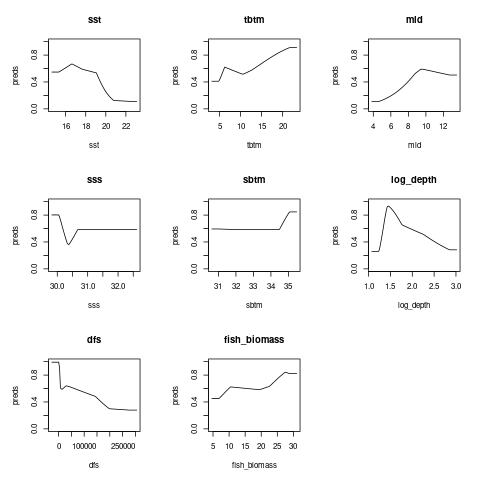 sst
preds
0.0 0.4 0.8
16 18 20 22
sst
tbtm
preds
0.0 0.4 0.8
5 10 15 20
tbtm
mld
preds
0.0 0.4 0.8
4 6 8 10 12
mld
sss
preds
0.0 0.4 0.8
30.0 31.0 32.0
sss
sbtm
preds
0.0 0.4 0.8
31 32 33 34 35
sbtm
log_depth
preds
0.0 0.4 0.8
1.0 1.5 2.0 2.5 3.0
log_depth
dfs
preds
0.0 0.4 0.8
0 100000 250000
dfs
fish_biomass
preds
0.0 0.4 0.8
5 10 15 20 25 30
fish_biomass